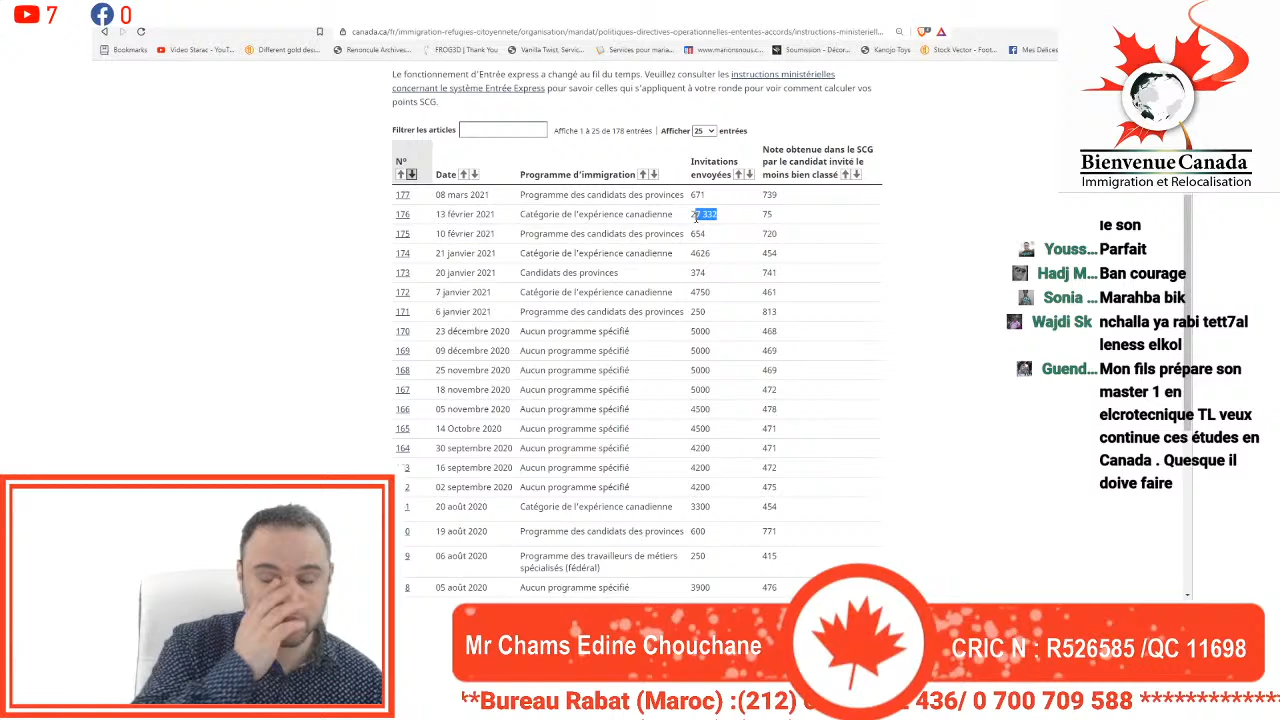 7
0
canada.ca/fr/immigration-refugies-citoyennete/organisation/mandat/politiques-directives-operationnelles-ententes-accords/instructions-ministeriell...
Bookmarks Video Starac - YouT... Different gold des... Renoncule Archives... FROG3D | Thank You Vanilla Twist, Servic... Services pour maria... www.marionsnous.c... Soumission - Décor... Kanojo Toys Stock Vector - Foot... Mes Délices
Le fonctionnement d'Entrée express a changé au fil du temps. Veuillez consulter les instructions ministérielles
concernant le système Entrée Express pour savoir celles qui s'appliquent à votre ronde pour voir comment calculer vos
points SCG.
Filtrer les articles Affiche 1 à 25 de 178 entrées | Afficher 25 entrées
Nº Date Programme d'immigration Invitations envoyées Note obtenue dans le SCG par le candidat invité le moins bien classé
177 08 mars 2021 Programme des candidats des provinces 671 739
176 13 février 2021 Catégorie de l'expérience canadienne 27 332 75
175 10 février 2021 Programme des candidats des provinces 654 720
174 21 janvier 2021 Catégorie de l'expérience canadienne 4626 454
173 20 janvier 2021 Candidats des provinces 374 741
172 7 janvier 2021 Catégorie de l'expérience canadienne 4750 461
171 6 janvier 2021 Programme des candidats des provinces 250 813
170 23 décembre 2020 Aucun programme spécifié 5000 468
169 09 décembre 2020 Aucun programme spécifié 5000 469
168 25 novembre 2020 Aucun programme spécifié 5000 469
167 18 novembre 2020 Aucun programme spécifié 5000 472
166 05 novembre 2020 Aucun programme spécifié 4500 478
165 14 Octobre 2020 Aucun programme spécifié 4500 471
164 30 septembre 2020 Aucun programme spécifié 4200 471
3 16 septembre 2020 Aucun programme spécifié 4200 472
2 02 septembre 2020 Aucun programme spécifié 4200 475
1 20 août 2020 Catégorie de l'expérience canadienne 3300 454
0 19 août 2020 Programme des candidats des provinces 600 771
9 06 août 2020 Programme des travailleurs de métiers spécialisés (fédéral) 250 415
8 05 août 2020 Aucun programme spécifié 3900 476
Bienvenue Canada
Immigration et Relocalisation
le son
Youss... Parfait
Hadj M... Ban courage
Sonia ... Marahba bik
Wajdi Sk nchalla ya rabi tett7al
leness elkol
Guend... Mon fils prépare son
master 1 en
elcrotecnique TL veux
continue ces études en
Canada . Quesque il
doive faire
Mr Chams Edine Chouchane
CRIC N : R526585 /QC 11698
**Bureau Rabat (Maroc) :(212) 436/ 0 700 709 588 *************